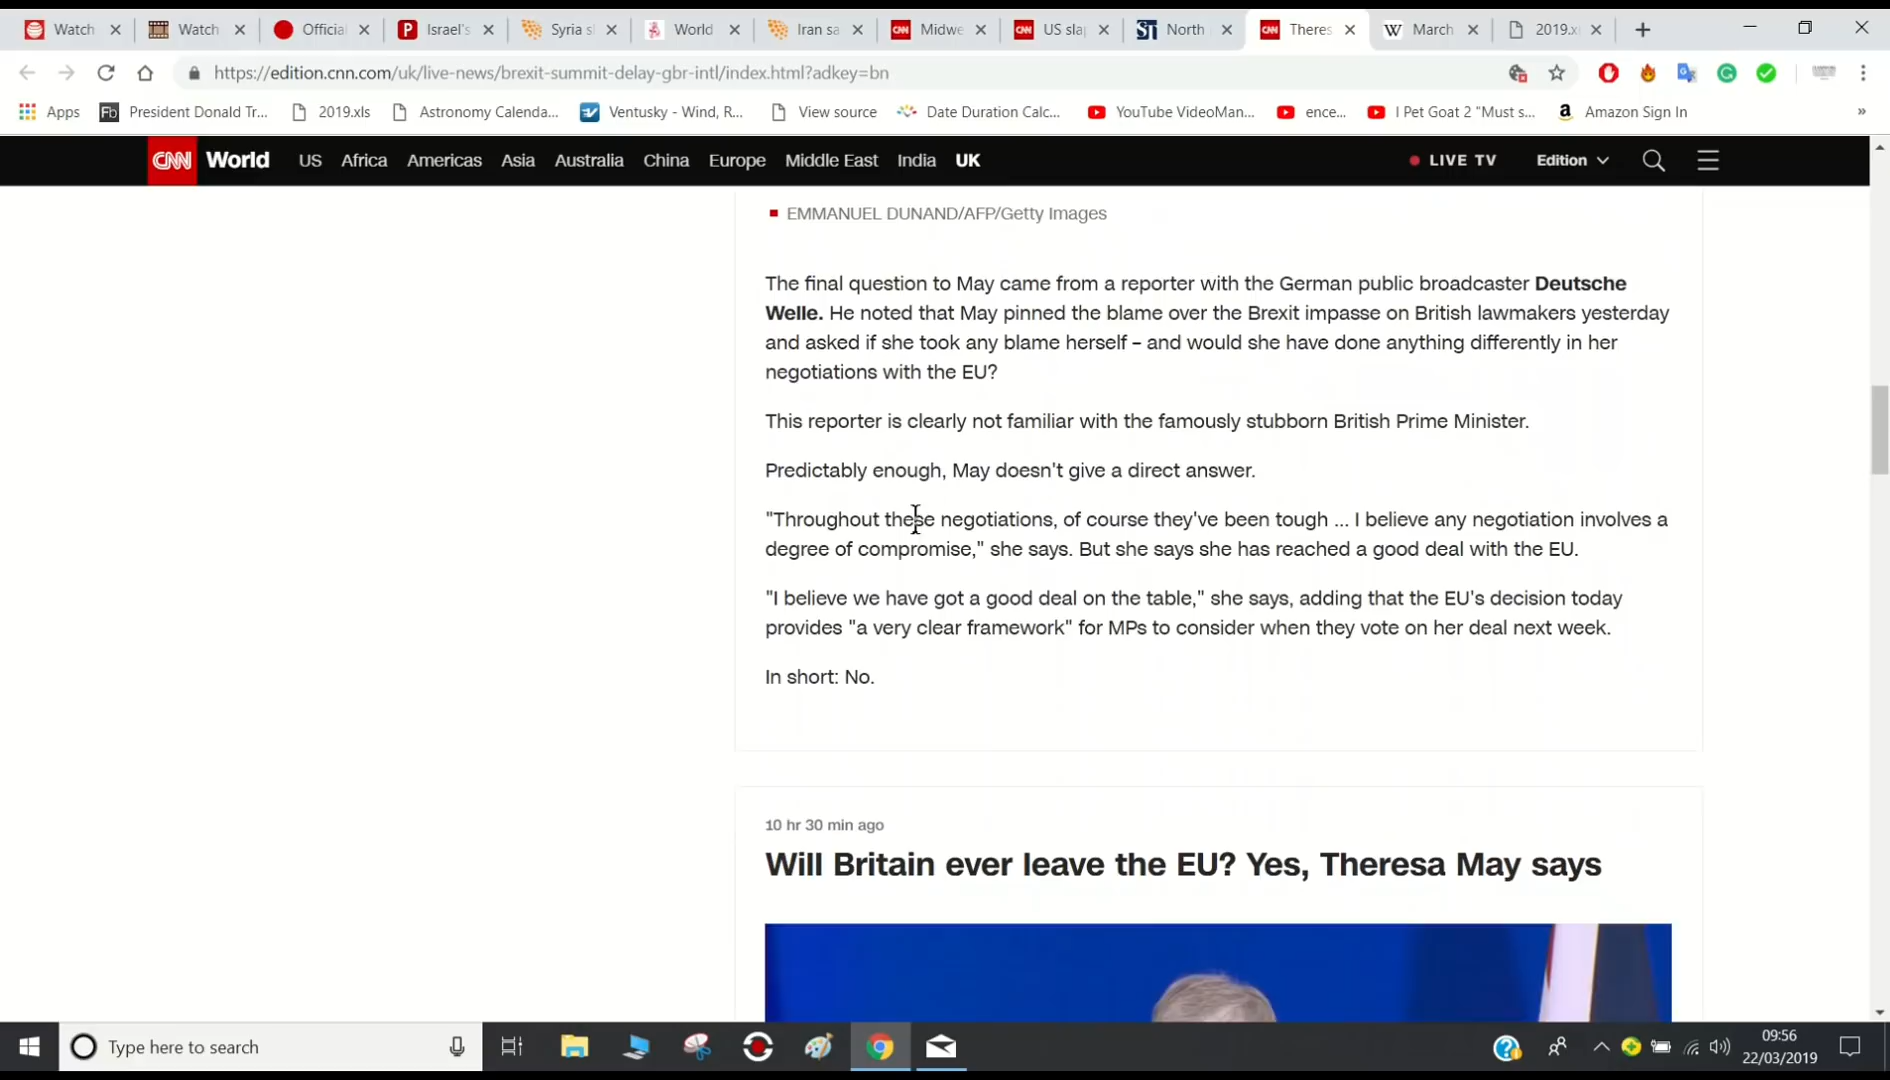 Watch
Watch
Official
Israel's
Syria s
World
Iran sa
Midwe
US slap
North
Theres
March
2019.x
https://edition.cnn.com/uk/live-news/brexit-summit-delay-gbr-intl/index.html?adkey=bn
Apps
President Donald Tr...
2019.xls
Astronomy Calenda...
Ventusky - Wind, R...
View source
Date Duration Calc...
YouTube VideoMan...
ence...
I Pet Goat 2 "Must s...
Amazon Sign In
»
CNN World US Africa Americas Asia Australia China Europe Middle East India UK LIVE TV Edition
EMMANUEL DUNAND/AFP/Getty Images
The final question to May came from a reporter with the German public broadcaster Deutsche
Welle. He noted that May pinned the blame over the Brexit impasse on British lawmakers yesterday
and asked if she took any blame herself – and would she have done anything differently in her
negotiations with the EU?
This reporter is clearly not familiar with the famously stubborn British Prime Minister.
Predictably enough, May doesn't give a direct answer.
"Throughout these negotiations, of course they've been tough ... I believe any negotiation involves a
degree of compromise," she says. But she says she has reached a good deal with the EU.
"I believe we have got a good deal on the table," she says, adding that the EU's decision today
provides "a very clear framework" for MPs to consider when they vote on her deal next week.
In short: No.
10 hr 30 min ago
Will Britain ever leave the EU? Yes, Theresa May says
Type here to search
09:56
22/03/2019